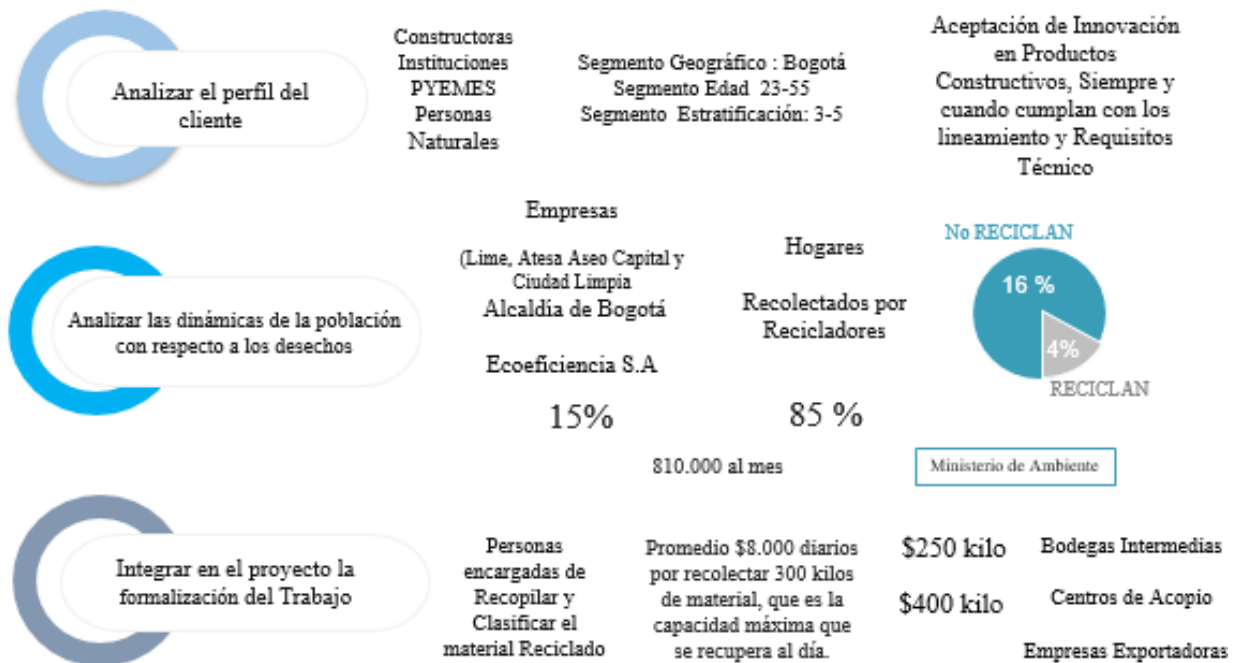 Analizar el perfil del
cliente
Constructoras
Instituciones
PYEMES
Personas
Naturales
Segmento Geográfico : Bogotá
Segmento Edad 23-55
Segmento Estratificación: 3-5
Aceptación de Innovación
en Productos
Constructivos, Siempre y
cuando cumplan con los
lineamiento y Requisitos
Técnico
Analizar las dinámicas de la población
con respecto a los desechos
Empresas
(Lime, Atesa Aseo Capital y
Ciudad Limpia
Alcaldía de Bogotá
Ecoeficiencia S.A
15%
Hogares
Recolectados por
Recicladores
85 %
810.000 al mes
No RECICLAN
16 %
4%
RECICLAN
Ministerio de Ambiente
Integrar en el proyecto la
formalización del Trabajo
Personas
encargadas de
Recopilar y
Clasificar el
material Reciclado
Promedio $8.000 diarios
por recolectar 300 kilos
de material, que es la
capacidad máxima que
se recupera al día.
$250 kilo
$400 kilo
Bodegas Intermedias
Centros de Acopio
Empresas Exportadoras